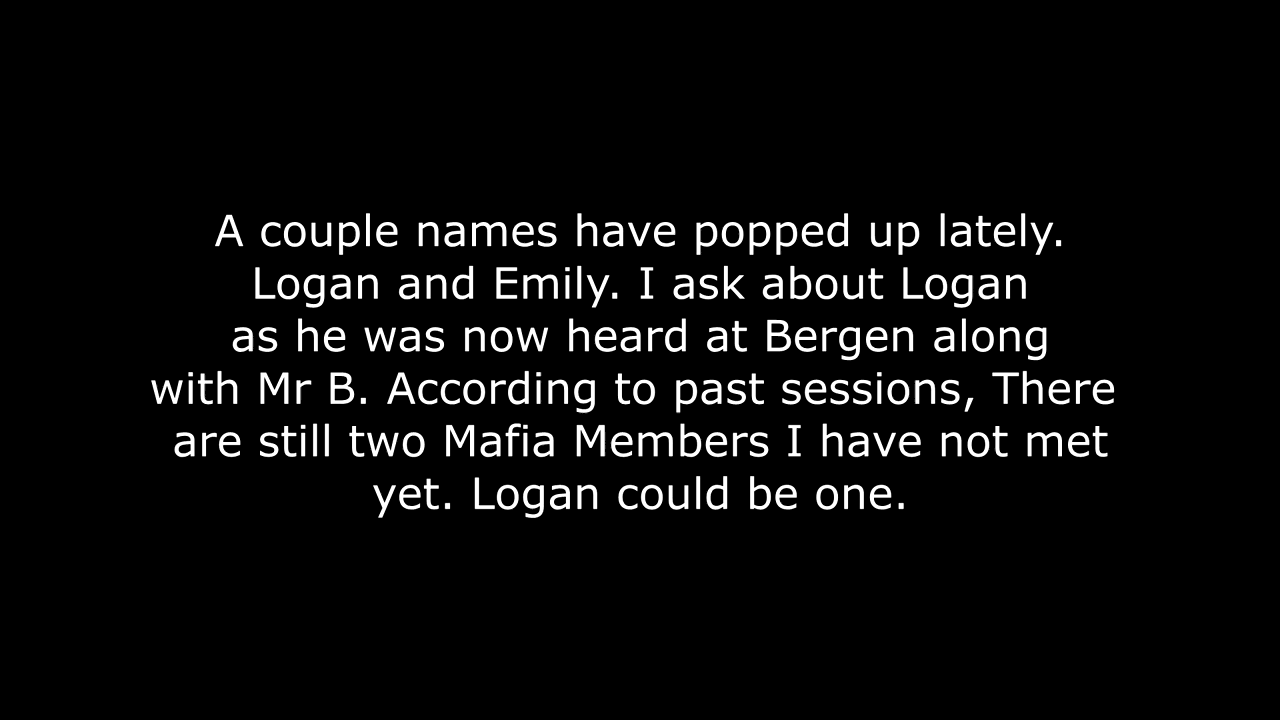 A couple names have popped up lately.
Logan and Emily. I ask about Logan
as he was now heard at Bergen along
with Mr B. According to past sessions, There
are still two Mafia Members I have not met
yet. Logan could be one.